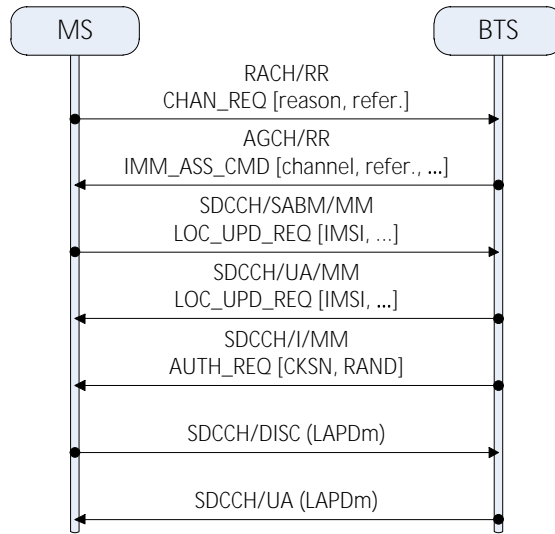 MS
BTS
RACH/RR
CHAN_REQ [reason, refer.]
AGCH/RR
IMM_ASS_CMD [channel, refer., ...]
SDCCH/SABM/MM
LOC_UPD_REQ [IMSI, ...]
SDCCH/UA/MM
LOC_UPD_REQ [IMSI, ...]
SDCCH/I/MM
AUTH_REQ [CKSN, RAND]
SDCCH/DISC (LAPDm)
SDCCH/UA (LAPDm)